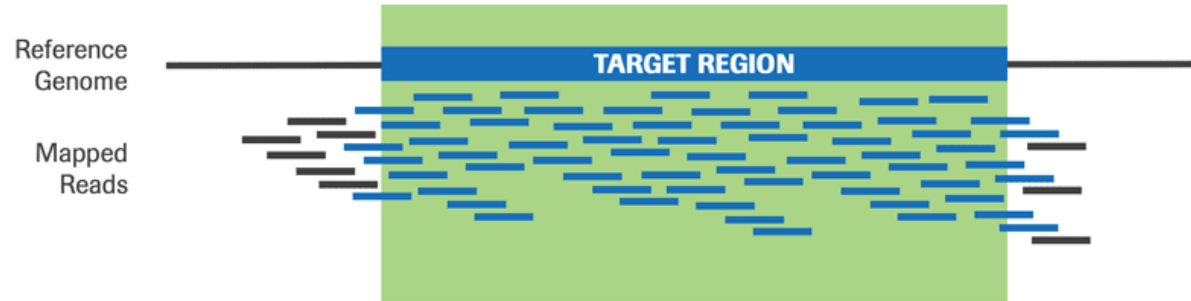 Reference
Genome
TARGET REGION
Mapped
Reads